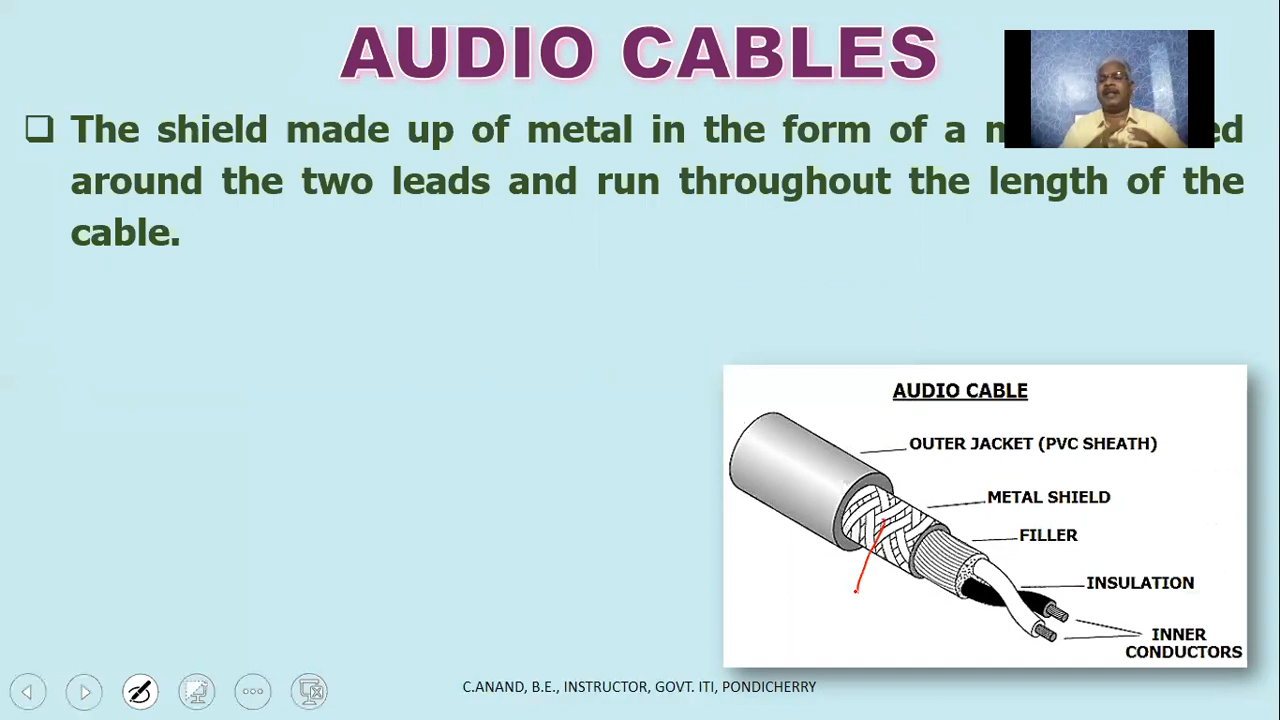 AUDIO CABLES
The shield made up of metal in the form of a
around the two leads and run throughout the length of the
cable.
AUDIO CABLE
OUTER JACKET (PVC SHEATH)
METAL SHIELD
FILLER
INSULATION
INNER
CONDUCTORS
C.ANAND, B.E., INSTRUCTOR, GOVT. ITI, PONDICHERRY